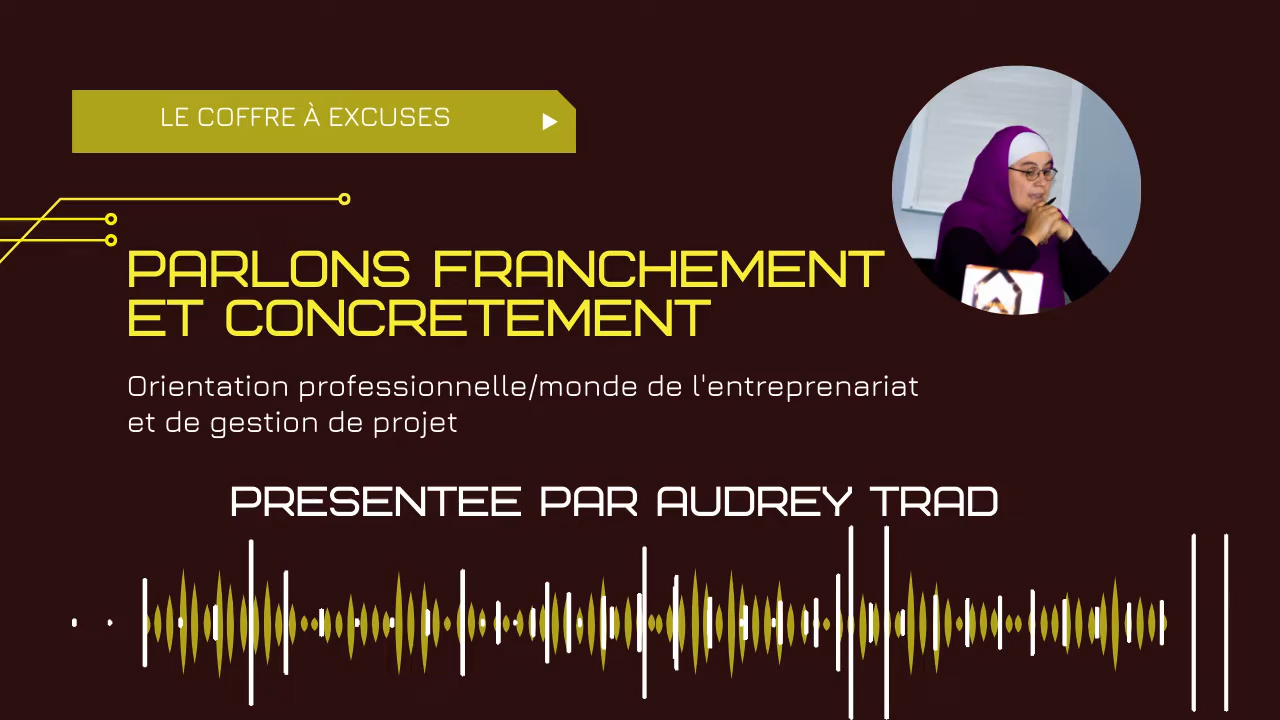 LE COFFRE À EXCUSES
PARLONS FRANCHEMENT
ET CONCRETEMENT
Orientation professionnelle/monde de l'entreprenariat
et de gestion de projet
PRESENTEE PAR AUDREY TRAD